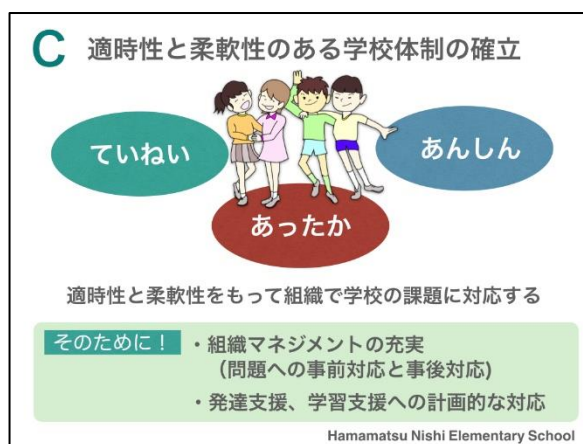 C 適時性と柔軟性のある学校体制の確立
ていねい
あんしん
あったか
適時性と柔軟性をもって組織で学校の課題に対応する
そのために！ ・組織マネジメントの充実
(問題への事前対応と事後対応)
・発達支援、学習支援への計画的な対応
Hamamatsu Nishi Elementary School